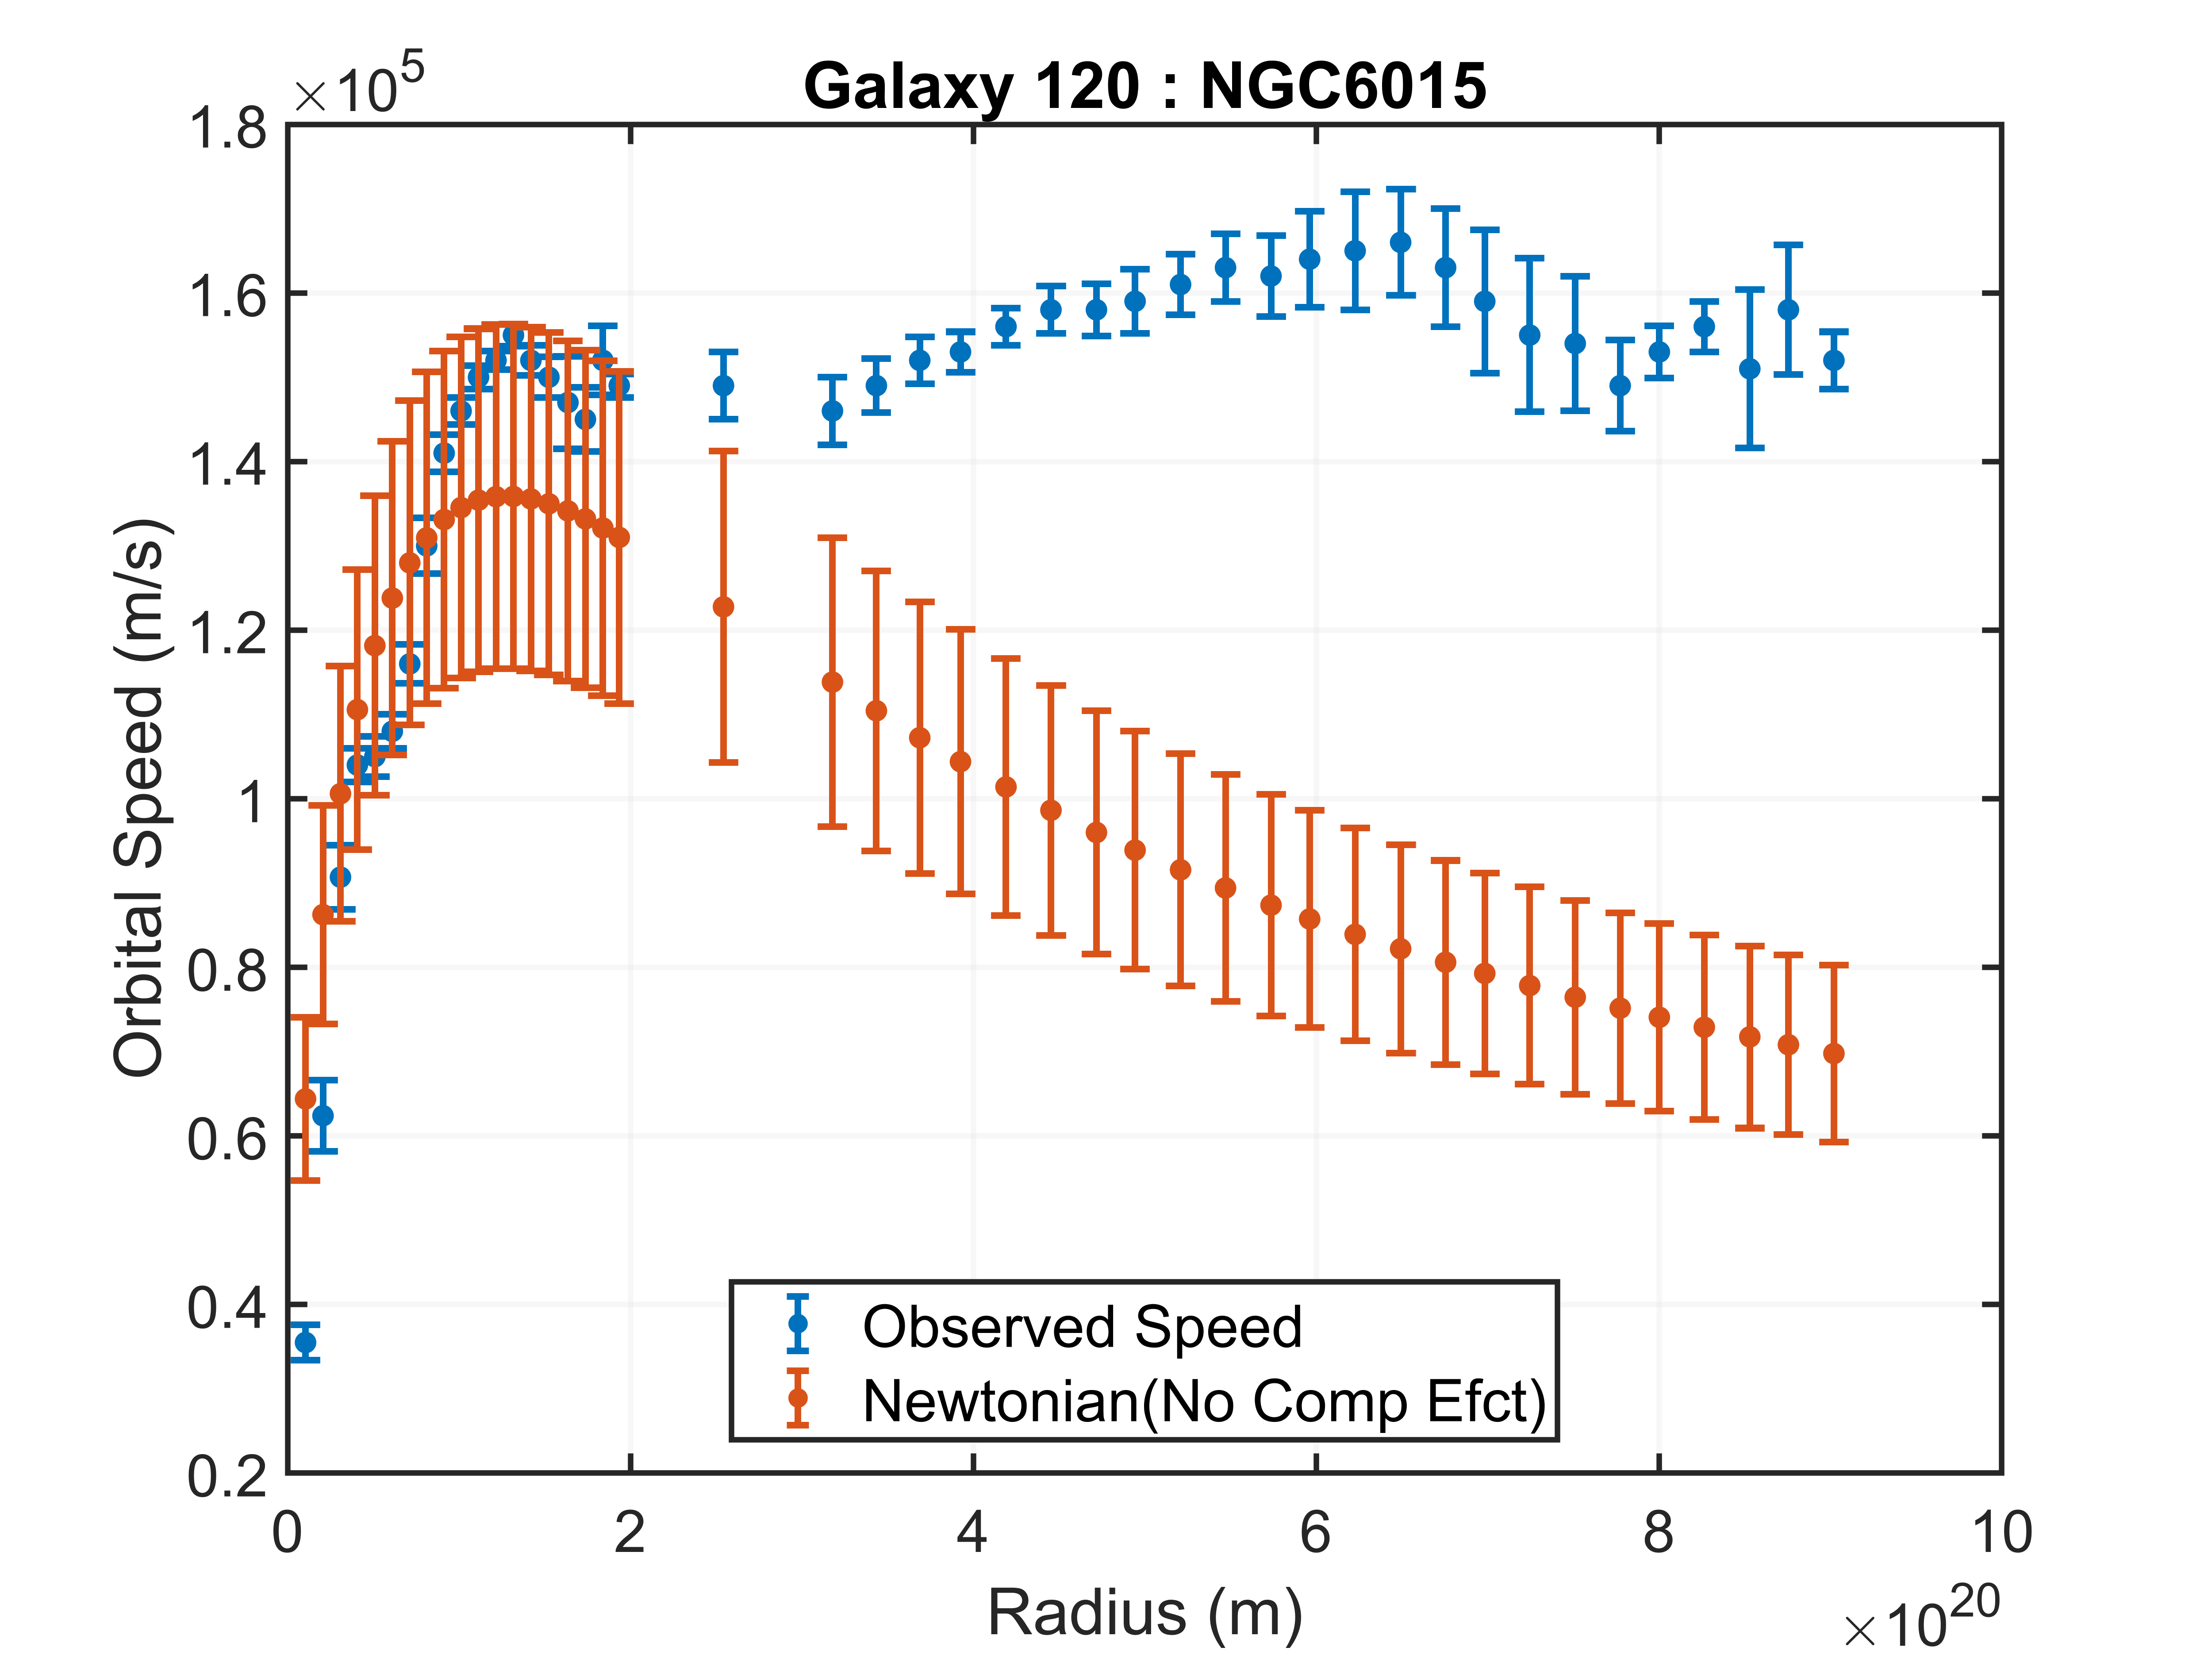 ×10^5
Galaxy 120 : NGC6015
1.8
1.6
1.4
1.2
1
0.8
0.6
0.4
0.2
Orbital Speed (m/s)
Observed Speed
Newtonian(No Comp Efct)
0 2 4 6 8 10
Radius (m)
×10^20